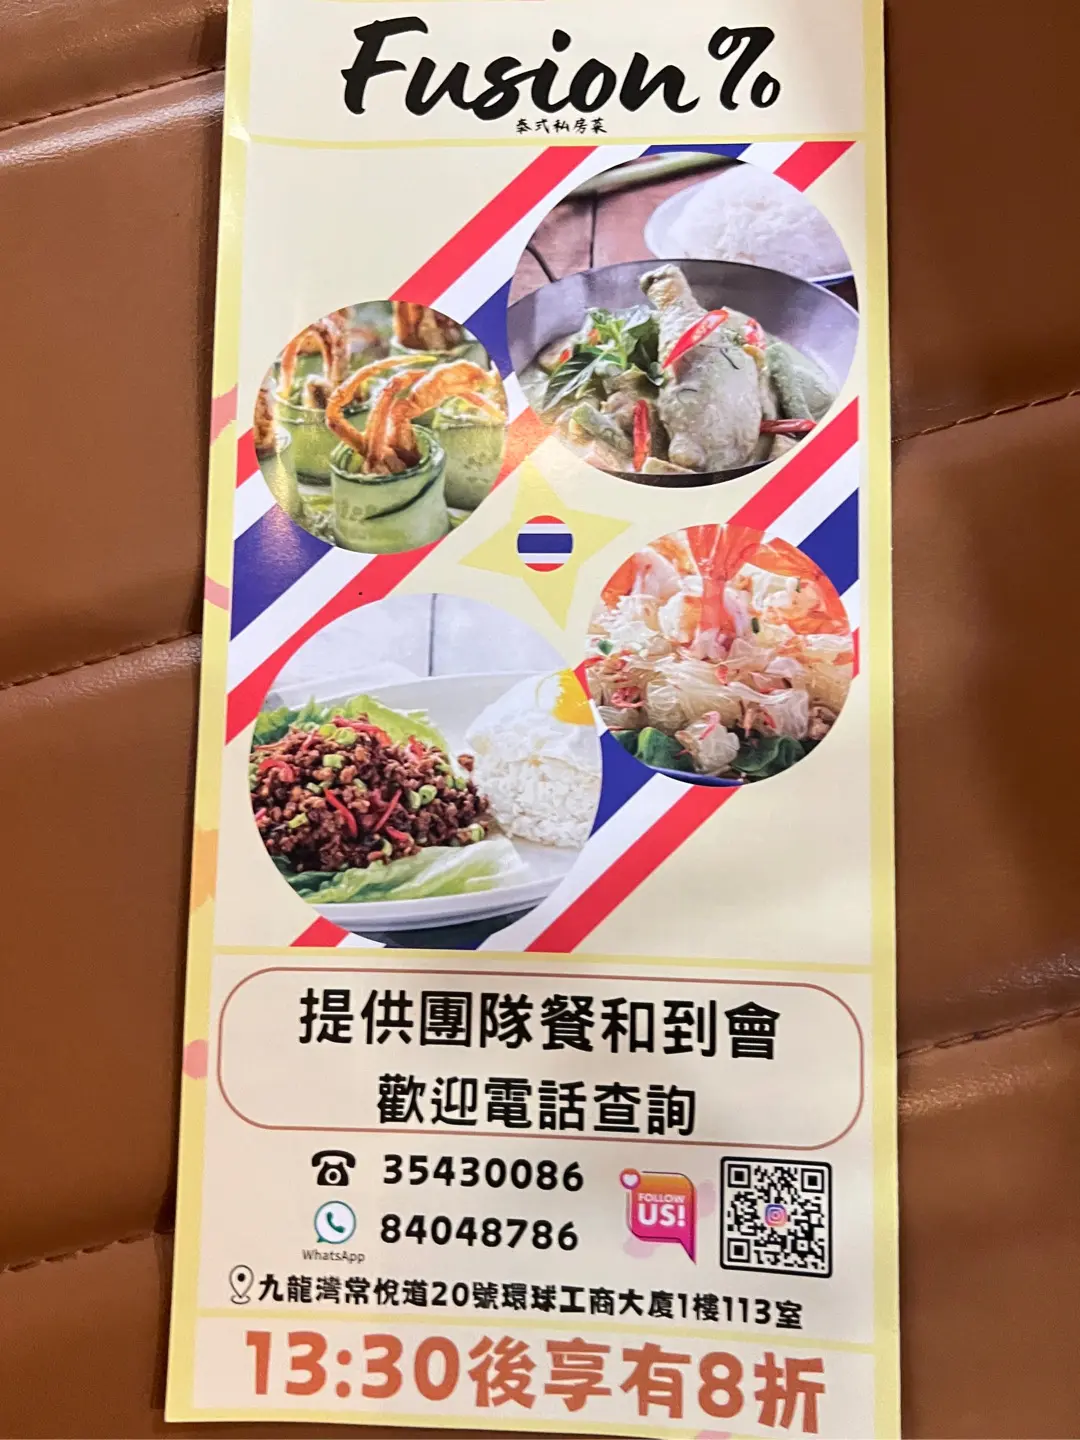 Fusion %
泰式私房菜
提供團隊餐和到會
歡迎電話查詢
35430086
84048786
WhatsApp
FOLLOW
US!
九龍灣常悅道20號環球工商大廈1樓113室
13:30後享有8折